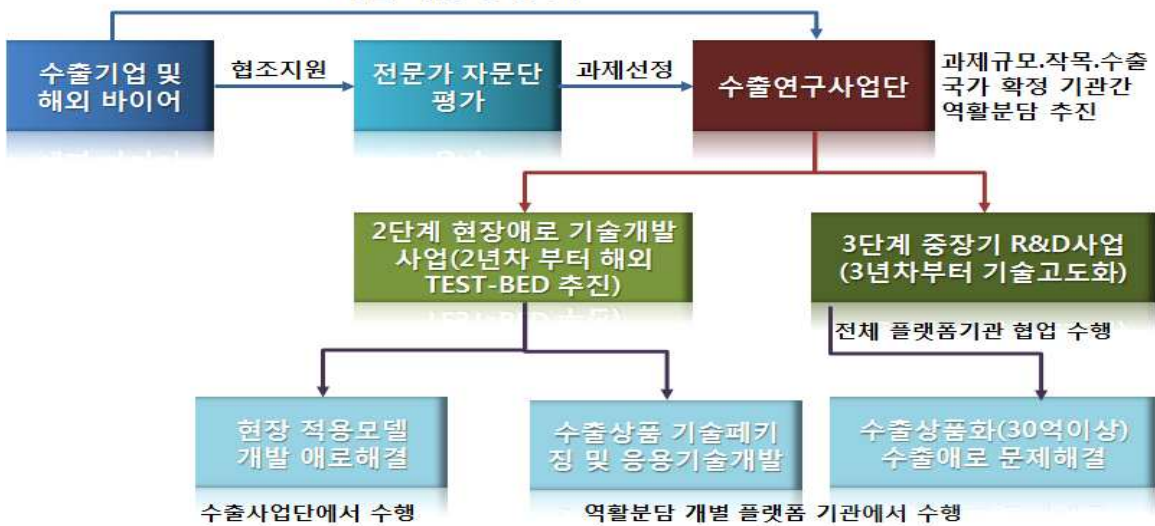 수출기업 및
해외 바이어
협조지원
전문가 자문단
평가
과제선정
수출연구사업단
과제규모.작목.수출
국가 확정 기관간
역활분담 추진
2단계 현장애로 기술개발
사업(2년차 부터 해외
TEST-BED 추진)
3단계 중장기 R&D사업
(3년차부터 기술고도화)
전체 플랫폼기관 협업 수행
현장 적용모델
개발 애로해결
수출상품 기술페키
징 및 응용기술개발
수출상품화(30억이상)
수출애로 문제해결
수출사업단에서 수행
역활분담 개별 플랫폼 기관에서 수행